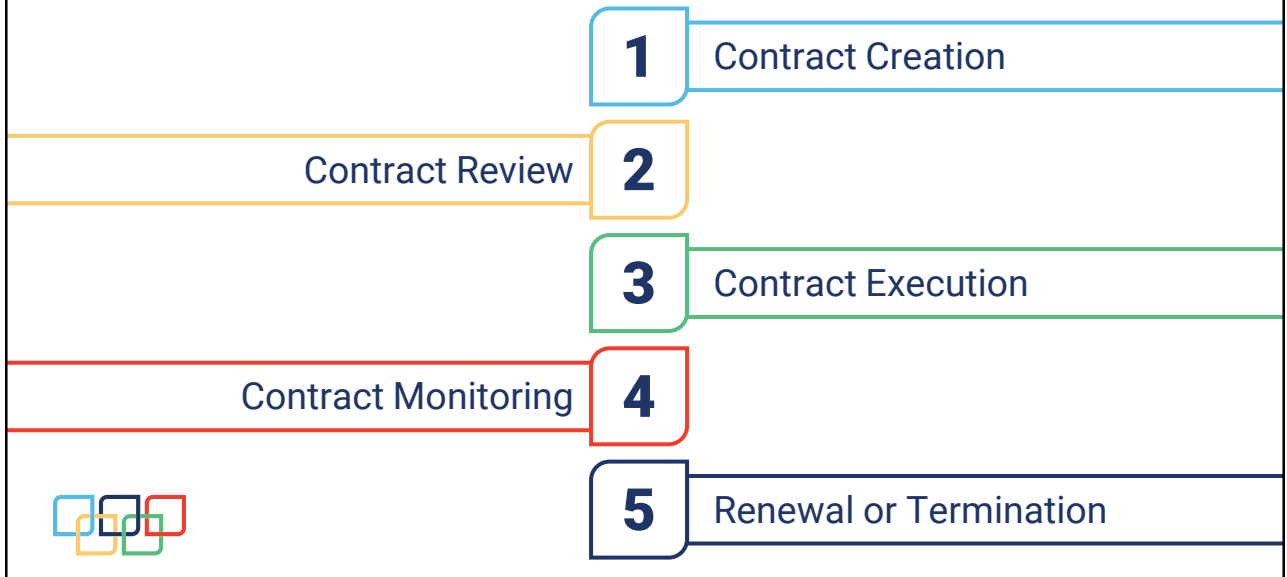 1 Contract Creation
Contract Review 2
3 Contract Execution
Contract Monitoring 4
5 Renewal or Termination